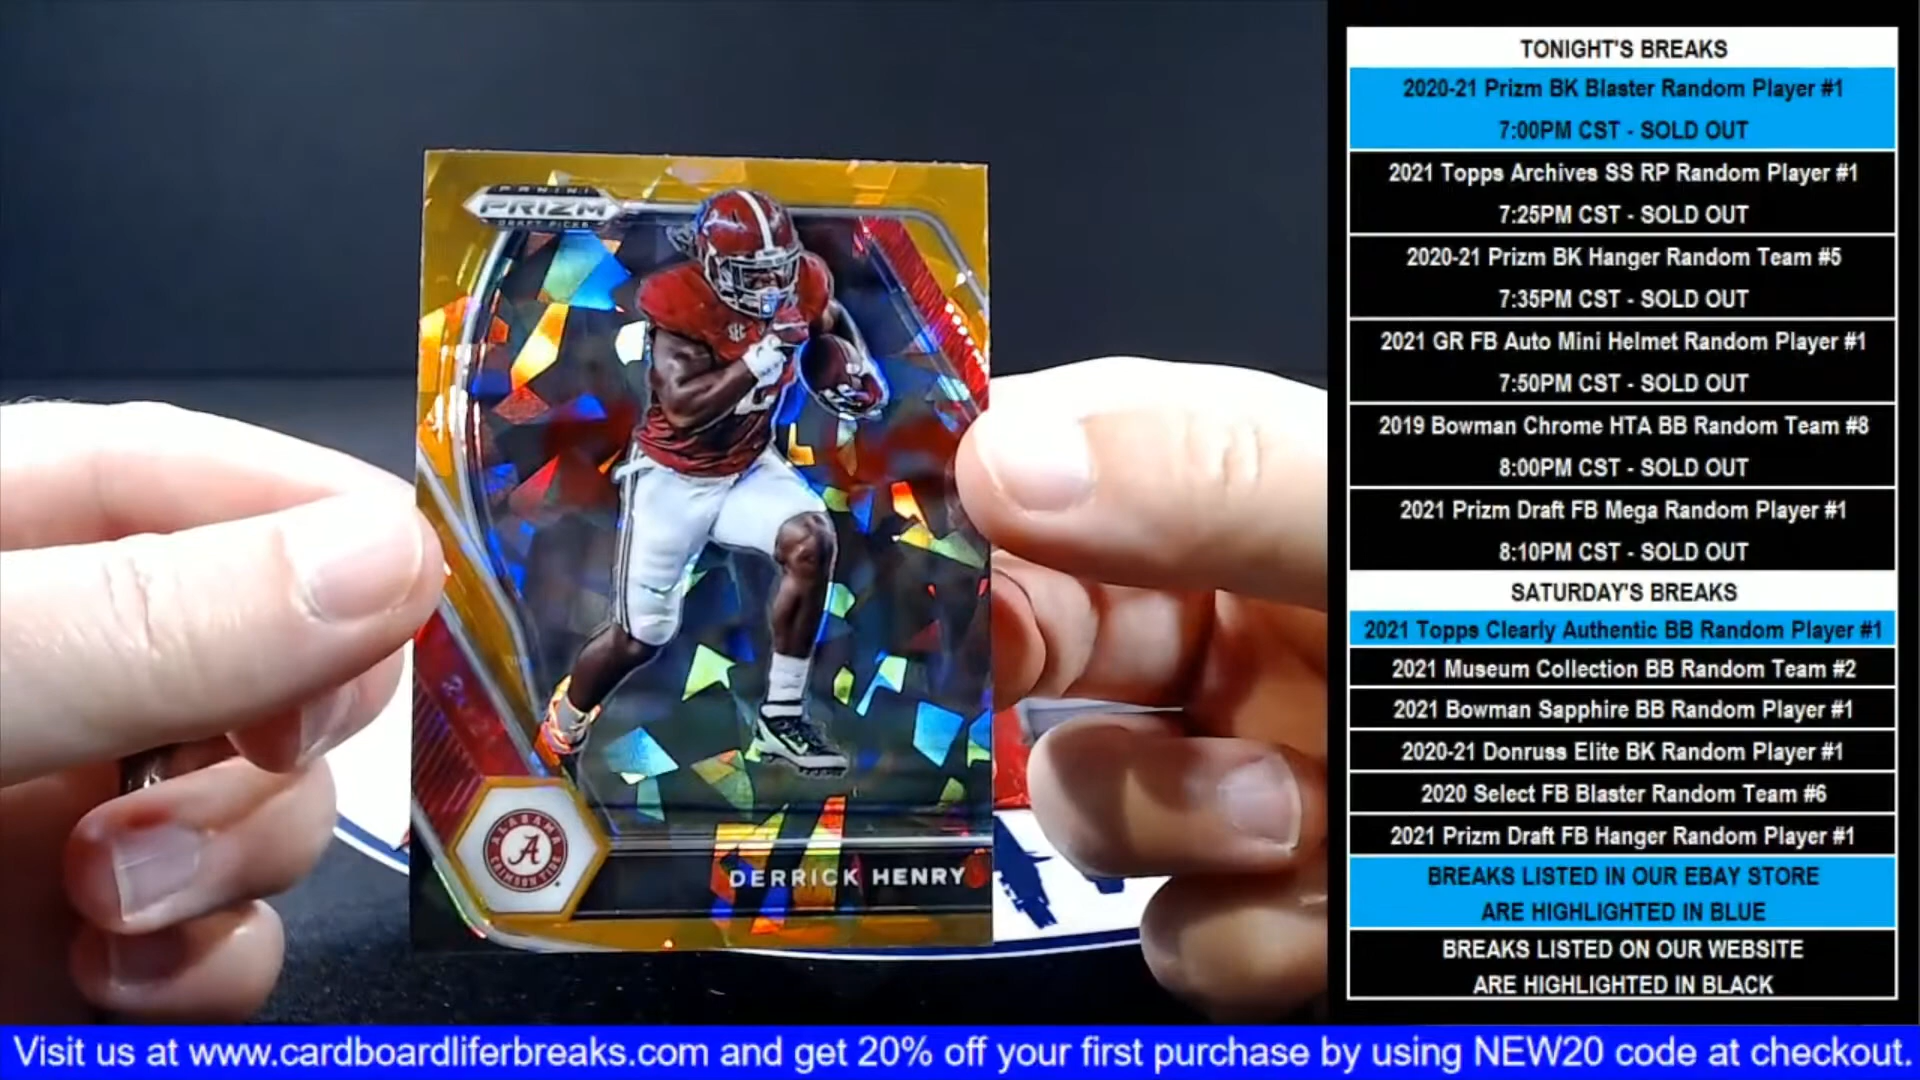 PANINI
PRIZM
DRAFT PICKS
SEC
2
ALABAMA
A
CRIMSON TIDE
DERRICK HENRY
TONIGHT'S BREAKS
2020-21 Prizm BK Blaster Random Player #1
7:00PM CST - SOLD OUT
2021 Topps Archives SS RP Random Player #1
7:25PM CST - SOLD OUT
2020-21 Prizm BK Hanger Random Team #5
7:35PM CST - SOLD OUT
2021 GR FB Auto Mini Helmet Random Player #1
7:50PM CST - SOLD OUT
2019 Bowman Chrome HTA BB Random Team #8
8:00PM CST - SOLD OUT
2021 Prizm Draft FB Mega Random Player #1
8:10PM CST - SOLD OUT
SATURDAY'S BREAKS
2021 Topps Clearly Authentic BB Random Player #1
2021 Museum Collection BB Random Team #2
2021 Bowman Sapphire BB Random Player #1
2020-21 Donruss Elite BK Random Player #1
2020 Select FB Blaster Random Team #6
2021 Prizm Draft FB Hanger Random Player #1
BREAKS LISTED IN OUR EBAY STORE
ARE HIGHLIGHTED IN BLUE
BREAKS LISTED ON OUR WEBSITE
ARE HIGHLIGHTED IN BLACK
Visit us at www.cardboardliferbreaks.com and get 20% off your first purchase by using NEW20 code at checkout.